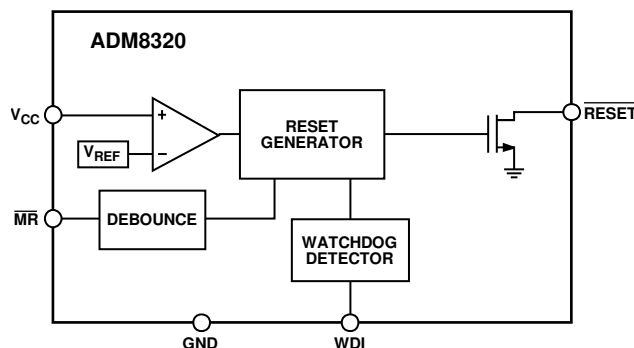 ADM8320
VCC
+
VREF
–
RESET
GENERATOR
RESET
MR
DEBOUNCE
WATCHDOG
DETECTOR
GND
WDI